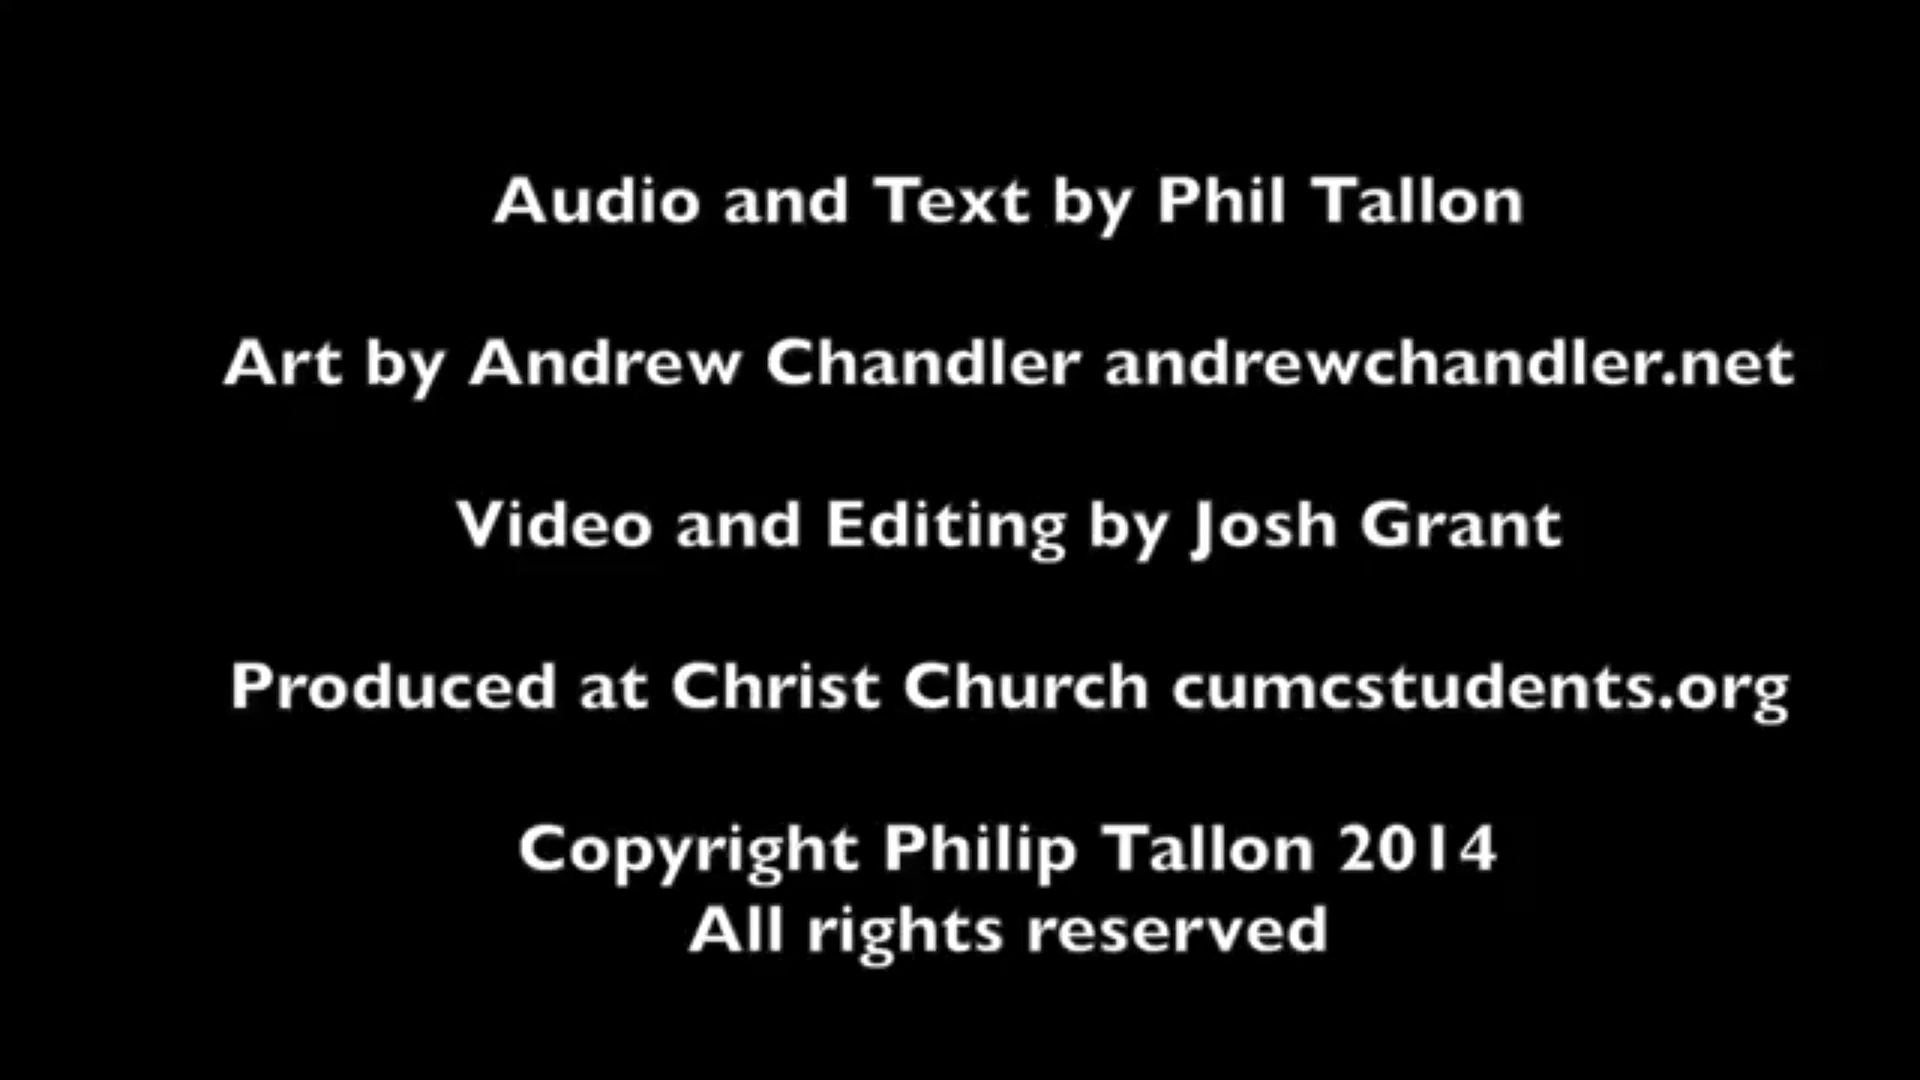 Audio and Text by Phil Tallon
Art by Andrew Chandler andrewchandler.net
Video and Editing by Josh Grant
Produced at Christ Church cumcstudents.org
Copyright Philip Tallon 2014
All rights reserved